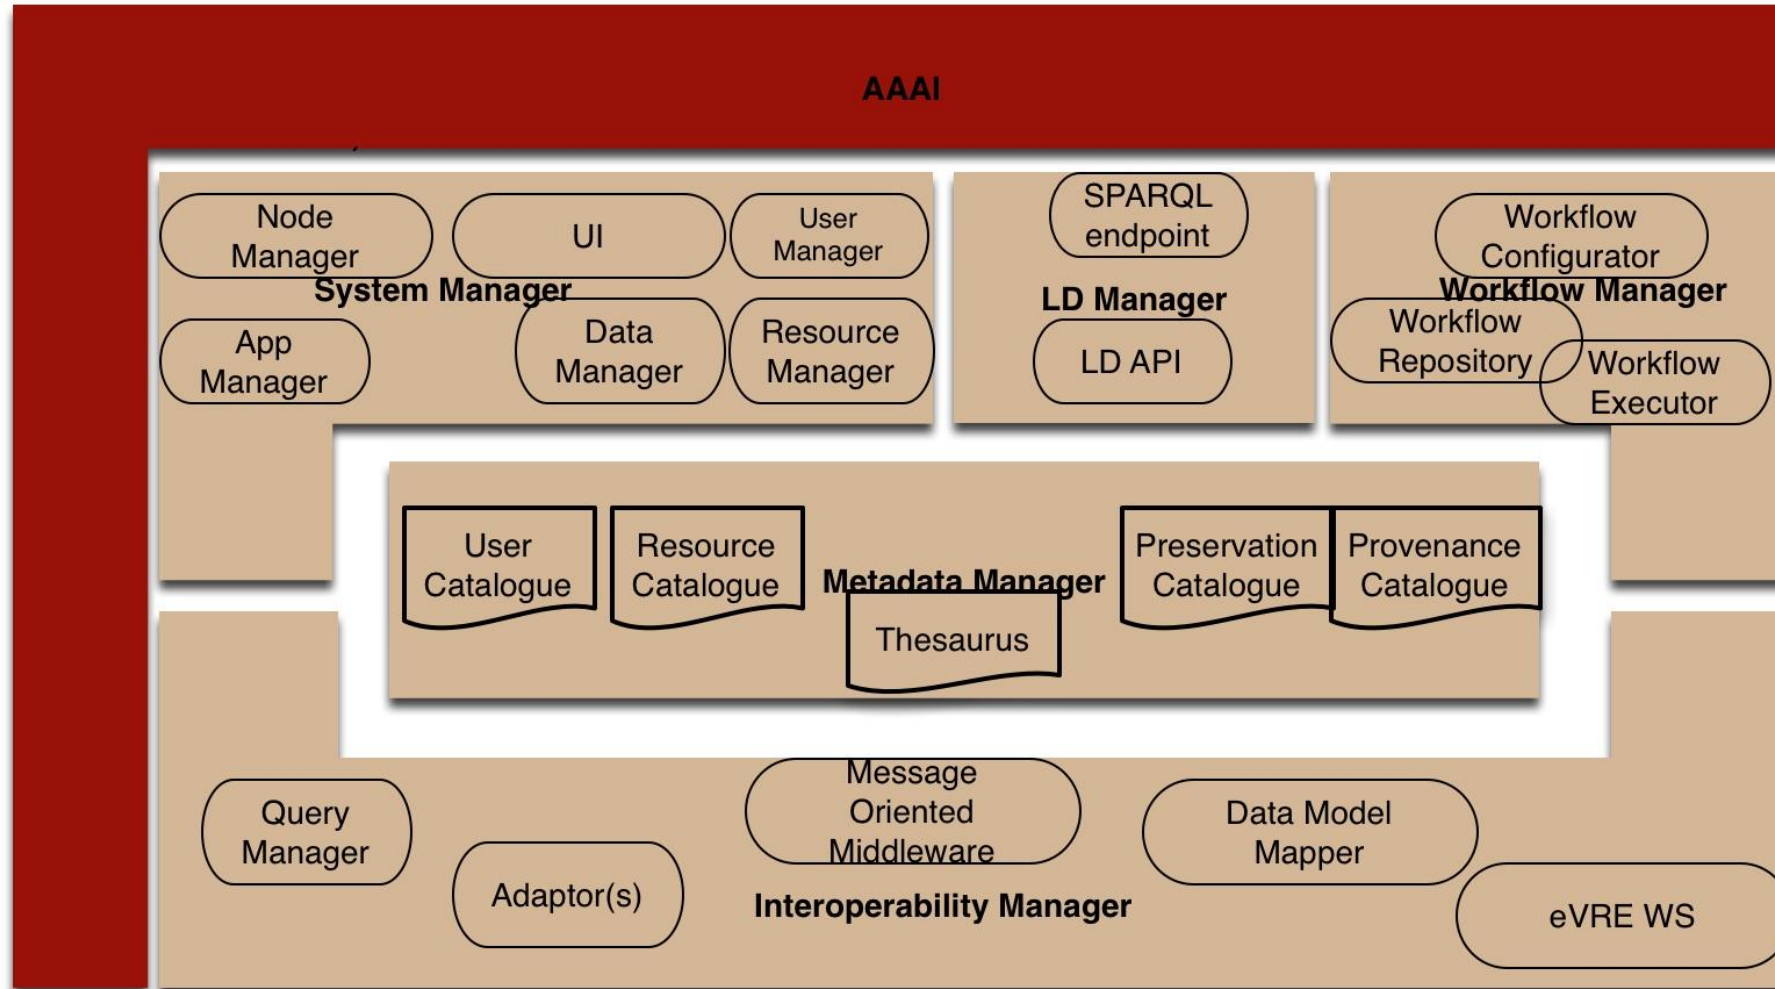 AAAI
Node
Manager
UI
User
Manager
System Manager
App
Manager
Data
Manager
Resource
Manager
SPARQL
endpoint
LD Manager
LD API
Workflow
Configurator
Workflow Manager
Workflow
Repository
Workflow
Executor
User
Catalogue
Resource
Catalogue
Metadata Manager
Thesaurus
Preservation
Catalogue
Provenance
Catalogue
Query
Manager
Adaptor(s)
Message
Oriented
Middleware
Interoperability Manager
Data Model
Mapper
eVRE WS